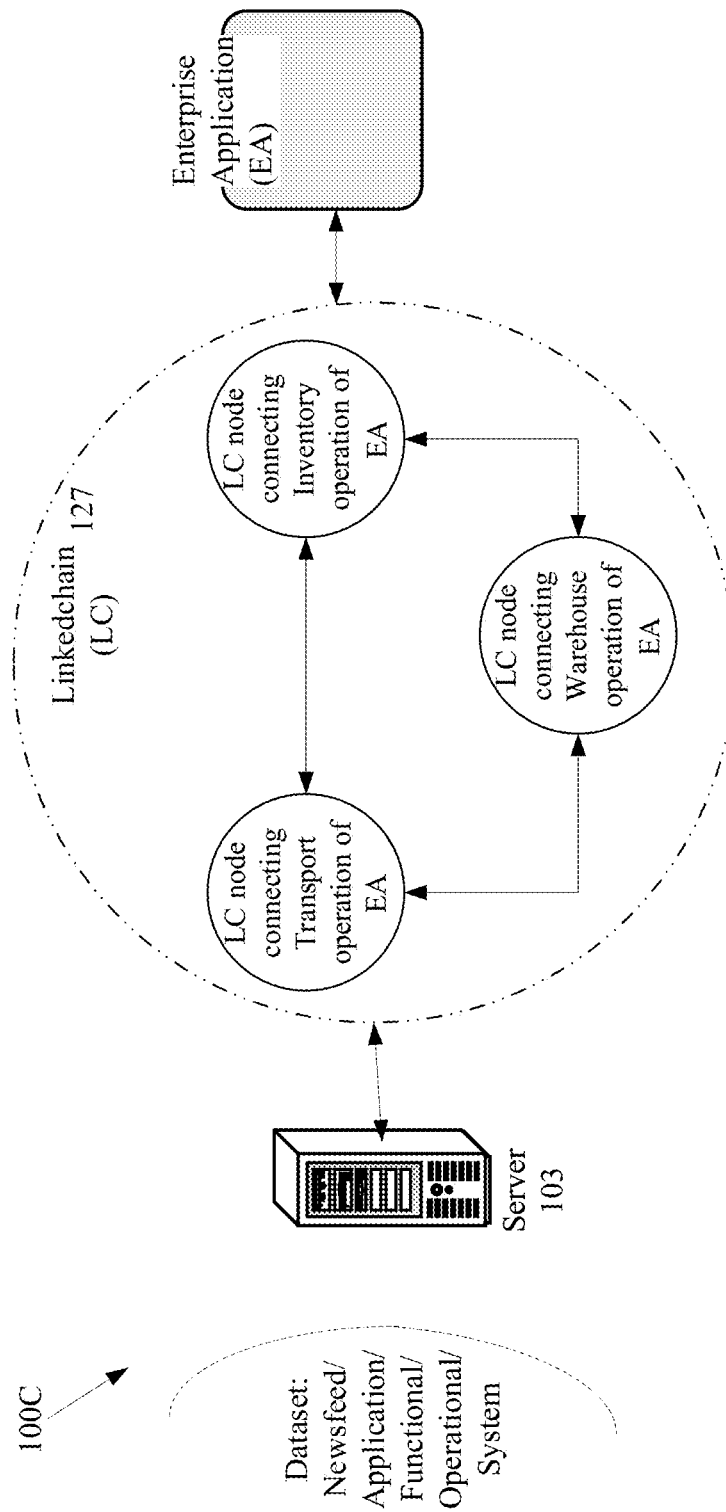 100C
Dataset:
Newsfeed/
Application/
Functional/
Operational/
System
Server
103
Linkedchain 127
(LC)
LC node
connecting
Transport
operation of
EA
LC node
connecting
Inventory
operation of
EA
LC node
connecting
Warehouse
operation of
EA
Enterprise
Application
(EA)